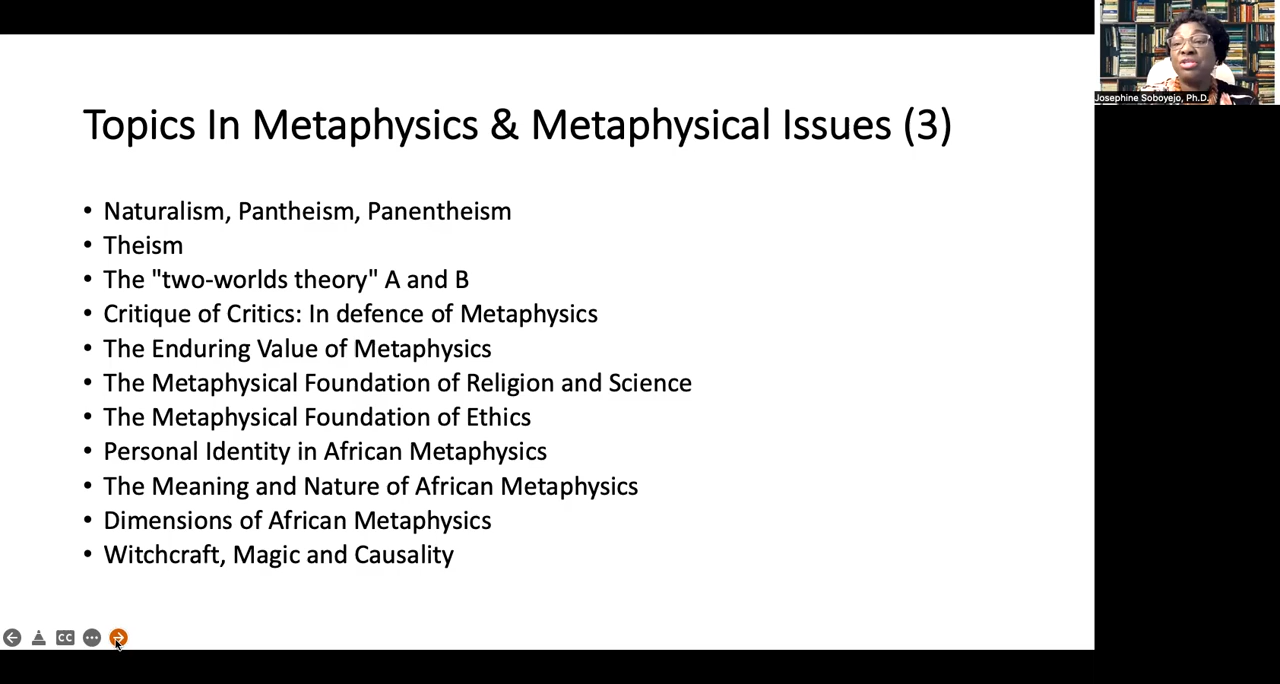 Topics In Metaphysics & Metaphysical Issues (3)
• Naturalism, Pantheism, Panentheism
• Theism
• The "two-worlds theory" A and B
• Critique of Critics: In defence of Metaphysics
• The Enduring Value of Metaphysics
• The Metaphysical Foundation of Religion and Science
• The Metaphysical Foundation of Ethics
• Personal Identity in African Metaphysics
• The Meaning and Nature of African Metaphysics
• Dimensions of African Metaphysics
• Witchcraft, Magic and Causality
Josephine Soboyejo, Ph.D.
CC